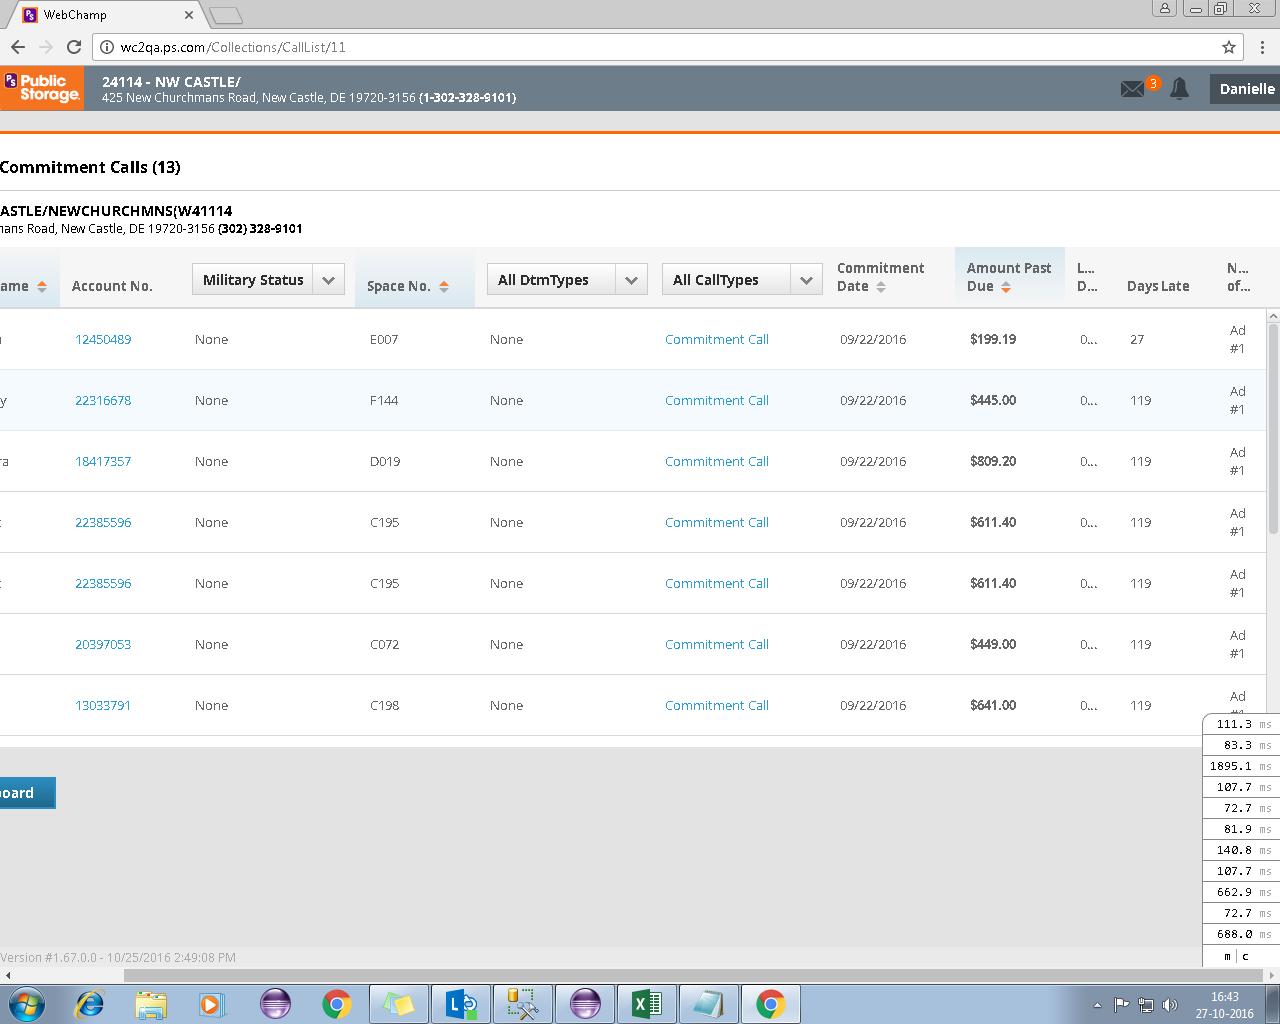 WebChamp
wc2qa.ps.com/Collections/CallList/11
Ps Public Storage.
24114 - NW CASTLE/
425 New Churchmans Road, New Castle, DE 19720-3156 (1-302-328-9101)
3
Danielle
Commitment Calls (13)
ASTLE/NEWCHURCHMNS(W41114
nans Road, New Castle, DE 19720-3156 (302) 328-9101
ame Account No. Military Status Space No. All DtmTypes All CallTypes Commitment Date Amount Past Due L... D... Days Late N... of...
12450489 None E007 None Commitment Call 09/22/2016 $199.19 0... 27 Ad #1
y 22316678 None F144 None Commitment Call 09/22/2016 $445.00 0... 119 Ad #1
ra 18417357 None D019 None Commitment Call 09/22/2016 $809.20 0... 119 Ad #1
22385596 None C195 None Commitment Call 09/22/2016 $611.40 0... 119 Ad #1
22385596 None C195 None Commitment Call 09/22/2016 $611.40 0... 119 Ad #1
20397053 None C072 None Commitment Call 09/22/2016 $449.00 0... 119 Ad #1
13033791 None C198 None Commitment Call 09/22/2016 $641.00 0... 119 Ad #1
111.3 ms
83.3 ms
1895.1 ms
107.7 ms
72.7 ms
81.9 ms
140.8 ms
107.7 ms
662.9 ms
72.7 ms
688.0 ms
m | c
oard
Version #1.67.0.0 - 10/25/2016 2:49:08 PM
16:43
27-10-2016